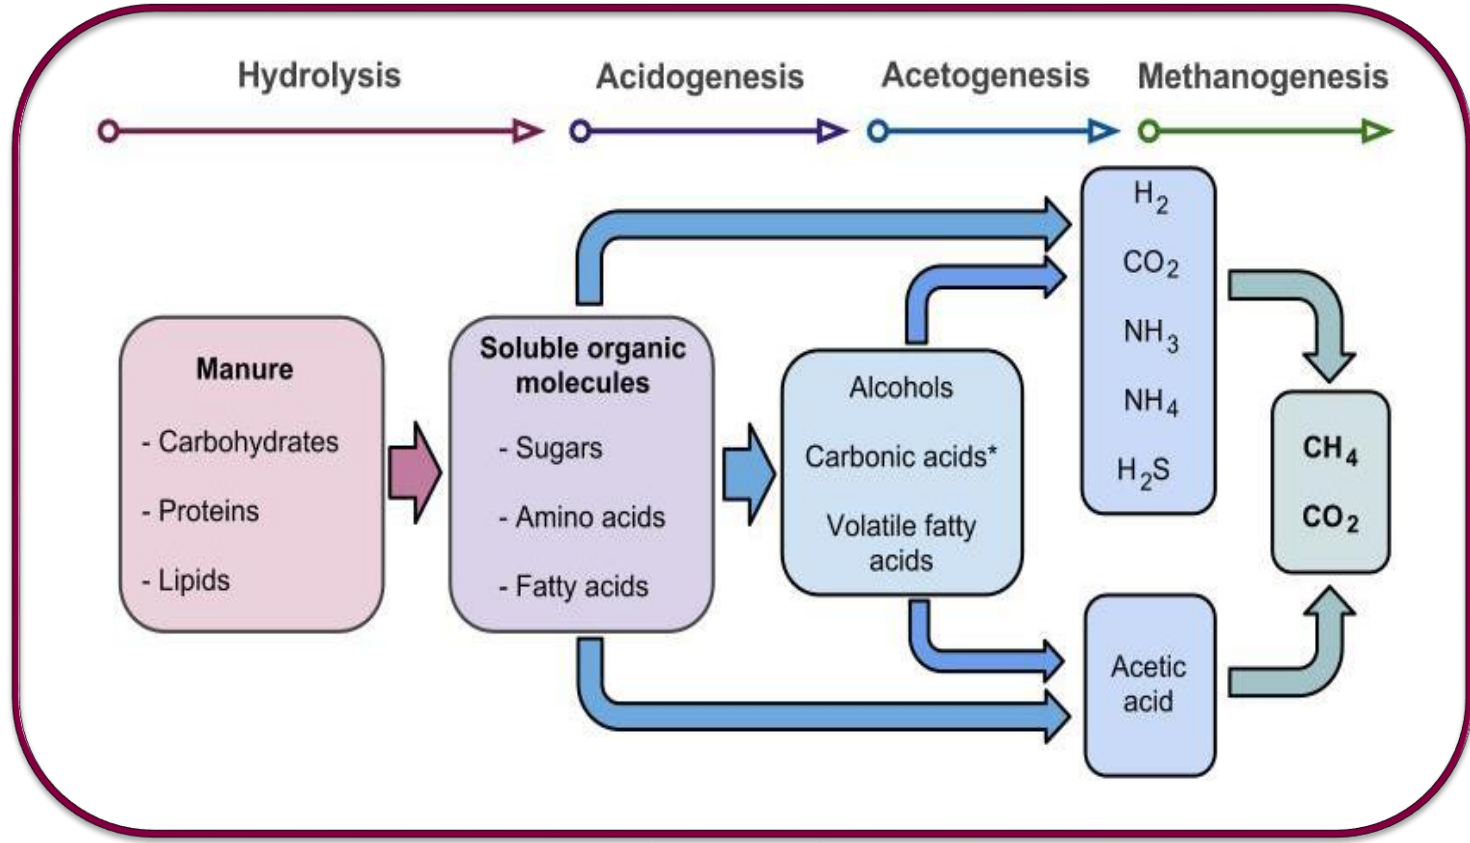 Hydrolysis
Acidogenesis
Acetogenesis
Methanogenesis
Manure
- Carbohydrates
- Proteins
- Lipids
Soluble organic
molecules
- Sugars
- Amino acids
- Fatty acids
Alcohols
Carbonic acids*
Volatile fatty
acids
H2
CO2
NH3
NH4
H2S
Acetic
acid
CH4
CO2